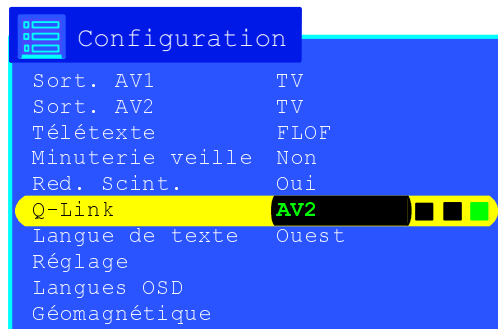 Configuration
Sort. AV1 TV
Sort. AV2 TV
Télétexte FLOF
Minuterie veille Non
Red. Scint. Oui
Q-Link AV2
Langue de texte Ouest
Réglage
Langues OSD
Géomagnétique